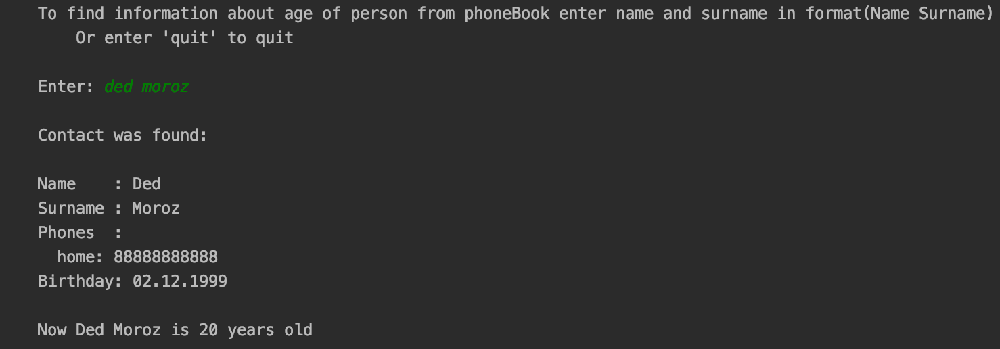 To find information about age of person from phoneBook enter name and surname in format(Name Surname)
Or enter 'quit' to quit
Enter: ded moroz
Contact was found:
Name    : Ded
Surname : Moroz
Phones  :
home: 88888888888
Birthday: 02.12.1999
Now Ded Moroz is 20 years old